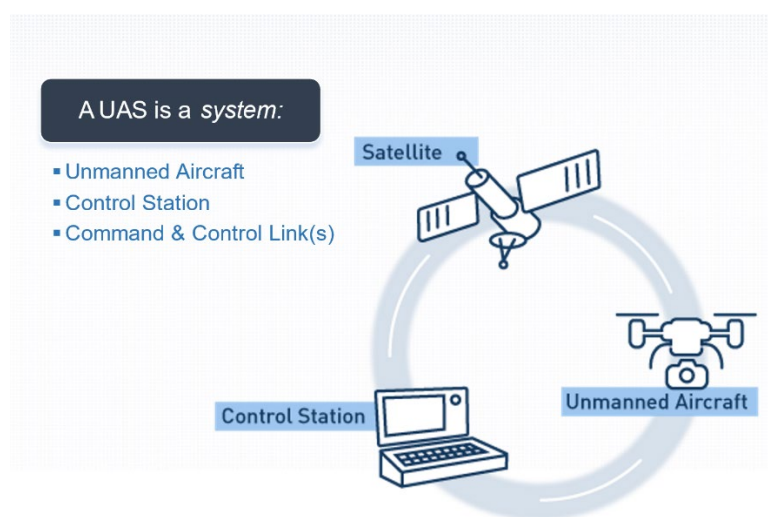 A UAS is a system:
▪ Unmanned Aircraft
▪ Control Station
▪ Command & Control Link(s)
Satellite
Unmanned Aircraft
Control Station